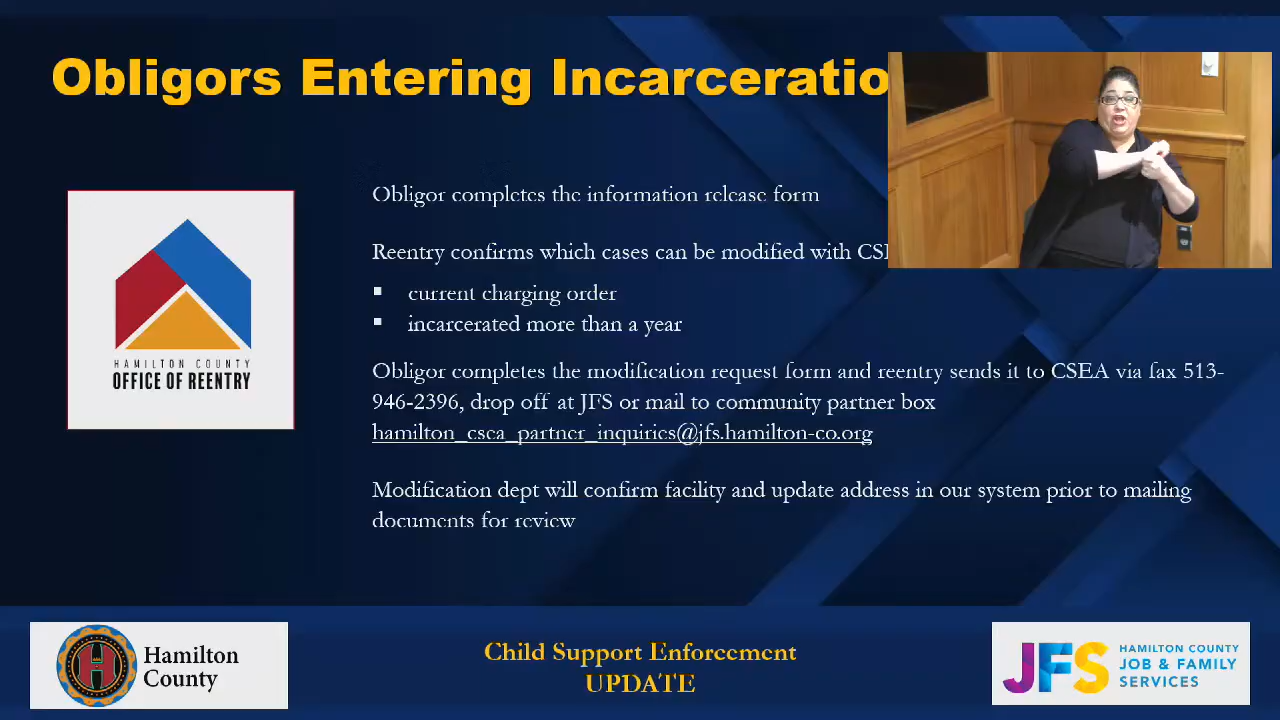 Obligors Entering Incarceratio
Obligor completes the information release form
Reentry confirms which cases can be modified with
▪ current charging order
▪ incarcerated more than a year
Obligor completes the modification request form and reentry sends it to CSEA via fax 513-
946-2396, drop off at JFS or mail to community partner box
hamilton_csea_partner_inquiries@jfs.hamilton-co.org
Modification dept will confirm facility and update address in our system prior to mailing
documents for review
HAMILTON COUNTY
OFFICE OF REENTRY
Hamilton
County
Child Support Enforcement
UPDATE
JFS
HAMILTON COUNTY
JOB & FAMILY
SERVICES